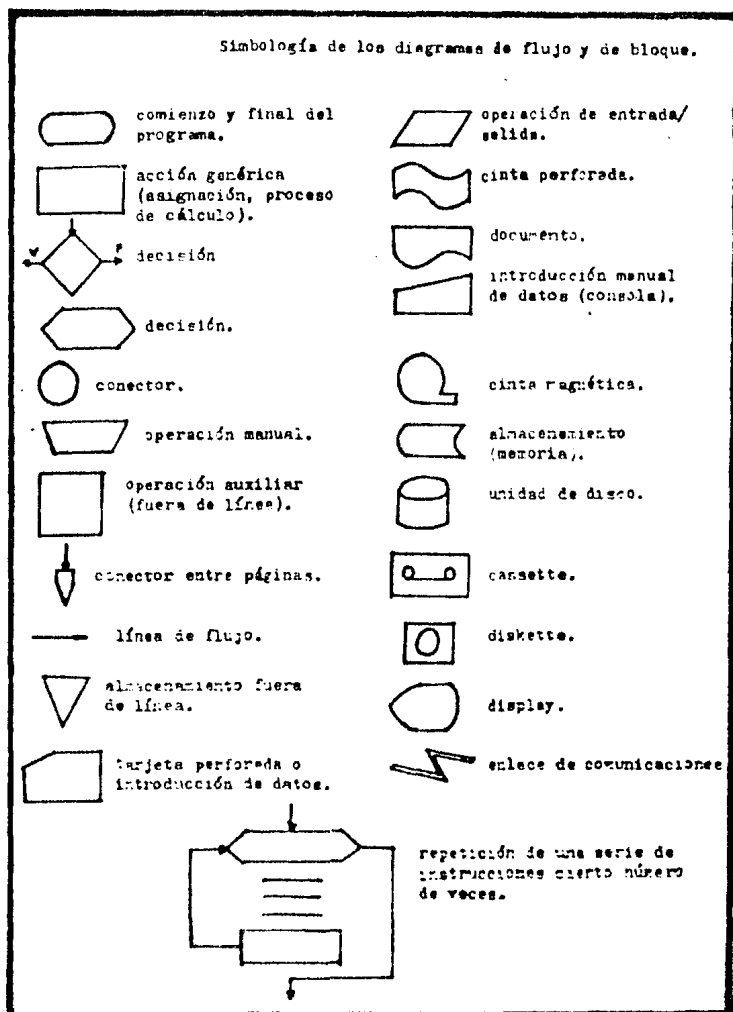 Simbología de los diagramas de flujo y de bloque.
comienzo y final del
programa.
acción genérica
(asignación, proceso
de cálculo).
V
F
decisión
decisión.
conector.
operación manual.
operación auxiliar
(fuera de línea).
conector entre páginas.
línea de flujo.
almacenamiento fuera
de línea.
tarjeta perforada o
introducción de datos.
operación de entrada/
salida.
cinta perforada.
documento.
introducción manual
de datos (consola).
cinta magnética.
almacenamiento
(memoria).
unidad de disco.
cassette.
diskette.
display.
enlace de comunicaciones
repetición de una serie de
instrucciones cierto número
de veces.